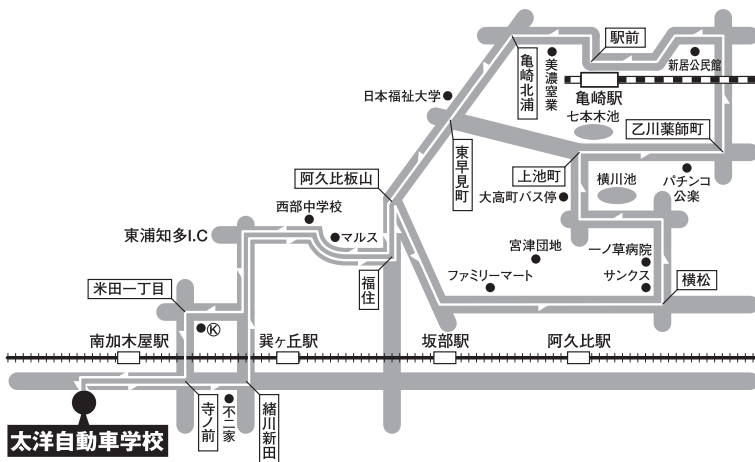 駅前
新居公民館
亀崎北浦
美濃窯業
亀崎駅
七本木池
日本福祉大学
乙川薬師町
東早見町
上池町
横川池
パチンコ
公楽
大高町バス停
阿久比板山
西部中学校
東浦知多I.C
マルス
宮津団地
一ノ草病院
ファミリーマート
サンクス
横松
福住
米田一丁目
Ⓚ
南加木屋駅
巽ヶ丘駅
坂部駅
阿久比駅
寺ノ前
不二家
緒川新田
太洋自動車学校